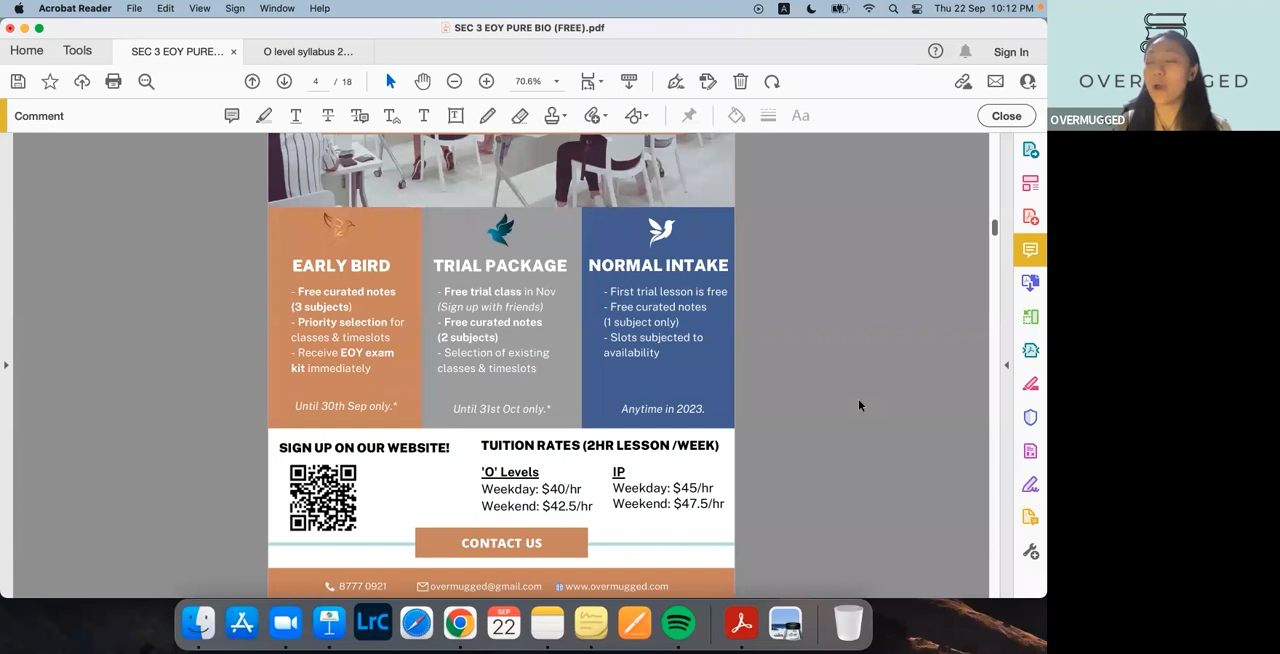 Acrobat Reader File Edit View Sign Window Help
A
Thu 22 Sep 10:12 PM
SEC 3 EOY PURE BIO (FREE).pdf
Home Tools SEC 3 EOY PURE... × O level syllabus 2... Sign In
4 / 18 70.6%
Comment T T T T T Aa Close
OVERMUGGED
EARLY BIRD
- Free curated notes
(3 subjects)
- Priority selection for
classes & timeslots
- Receive EOY exam
kit immediately
Until 30th Sep only.*
TRIAL PACKAGE
- Free trial class in Nov
(Sign up with friends)
- Free curated notes
(2 subjects)
- Selection of existing
classes & timeslots
Until 31st Oct only.*
NORMAL INTAKE
- First trial lesson is free
- Free curated notes
(1 subject only)
- Slots subjected to
availability
Anytime in 2023.
SIGN UP ON OUR WEBSITE!
TUITION RATES (2HR LESSON /WEEK)
'O' Levels
Weekday: $40/hr
Weekend: $42.5/hr
IP
Weekday: $45/hr
Weekend: $47.5/hr
CONTACT US
8777 0921 overmugged@gmail.com www.overmugged.com
LrC
SEP
22